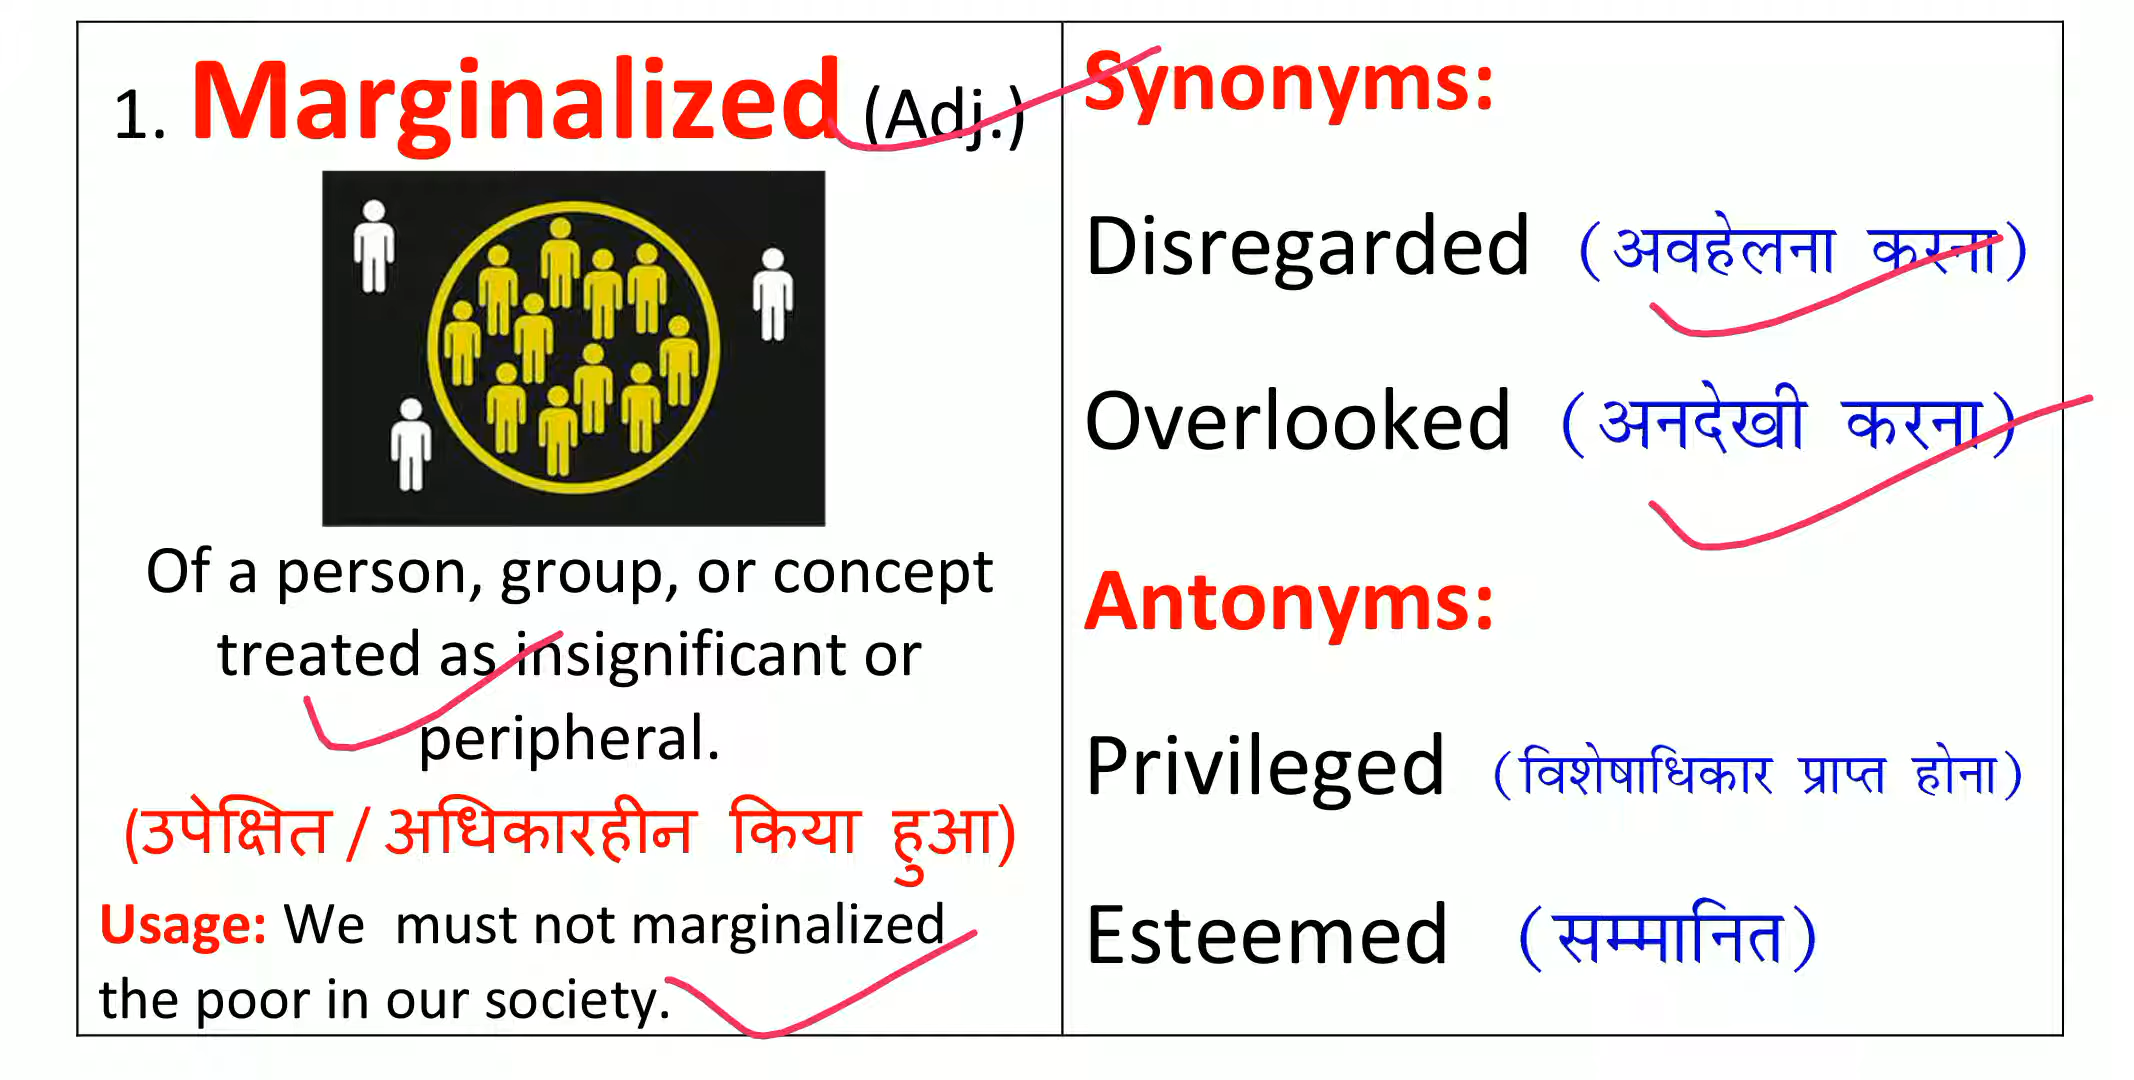 1. Marginalized (Adj.)
Of a person, group, or concept
treated as insignificant or
peripheral.
(उपेक्षित / अधिकारहीन किया हुआ)
Usage: We must not marginalized
the poor in our society.
Synonyms:
Disregarded (अवहेलना करना)
Overlooked (अनदेखी करना)
Antonyms:
Privileged (विशेषाधिकार प्राप्त होना)
Esteemed (सम्मानित)